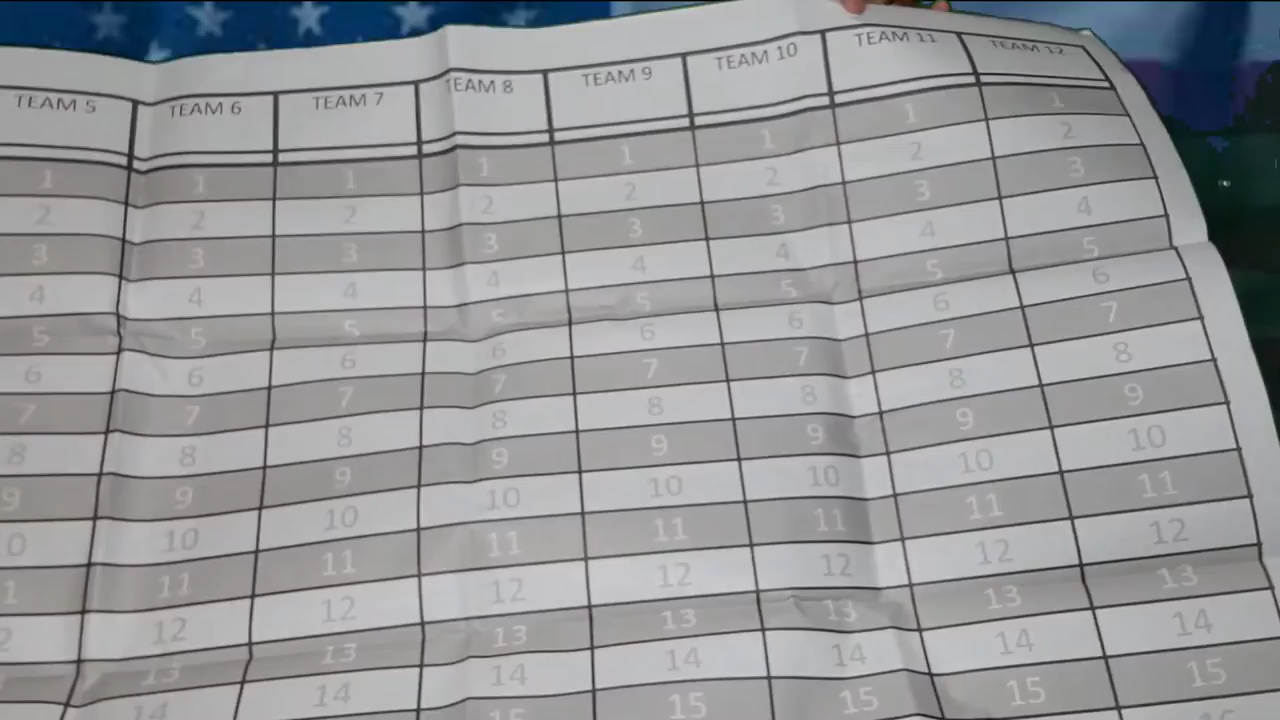 TEAM 5 TEAM 6 TEAM 7 TEAM 8 TEAM 9 TEAM 10 TEAM 11 TEAM 12
1 1 1 1 1 1 1 1
2 2 2 2 2 2 2 2
3 3 3 3 3 3 3 3
4 4 4 4 4 4 4 4
5 5 5 5 5 5 5 5
6 6 6 6 6 6 6 6
7 7 7 7 7 7 7 7
8 8 8 8 8 8 8 8
9 9 9 9 9 9 9 9
0 10 10 10 10 10 10 10
1 11 11 11 11 11 11 11
2 12 12 12 12 12 12 12
13 13 13 13 13 13 13
14 14 14 14 14 14 14
15 15 15 15 15